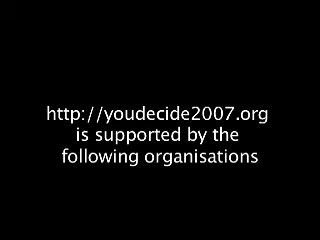 http://youdecide2007.org
is supported by the
following organisations